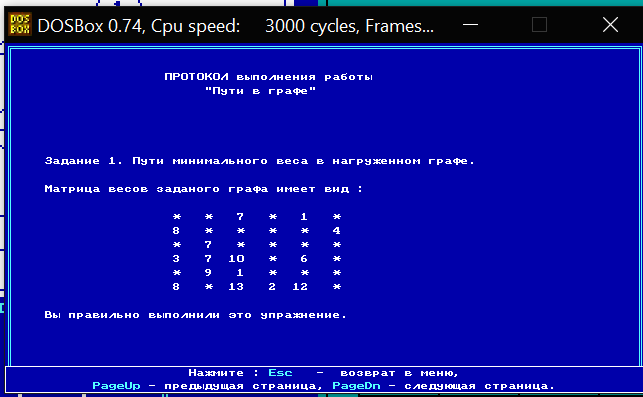 DOSBox 0.74, Cpu speed: 3000 cycles, Frames...
ПРОТОКОЛ выполнения работы
"Пути в графе"
Задание 1. Пути минимального веса в нагруженном графе.
Матрица весов заданого графа имеет вид :
* * 7 * 1 *
8 * * * * 4
* 7 * * * *
3 7 10 * 6 *
* 9 1 * * *
8 * 13 2 12 *
Вы правильно выполнили это упражнение.
Нажмите : Esc - возврат в меню,
PageUp - предыдущая страница, PageDn - следующая страница.